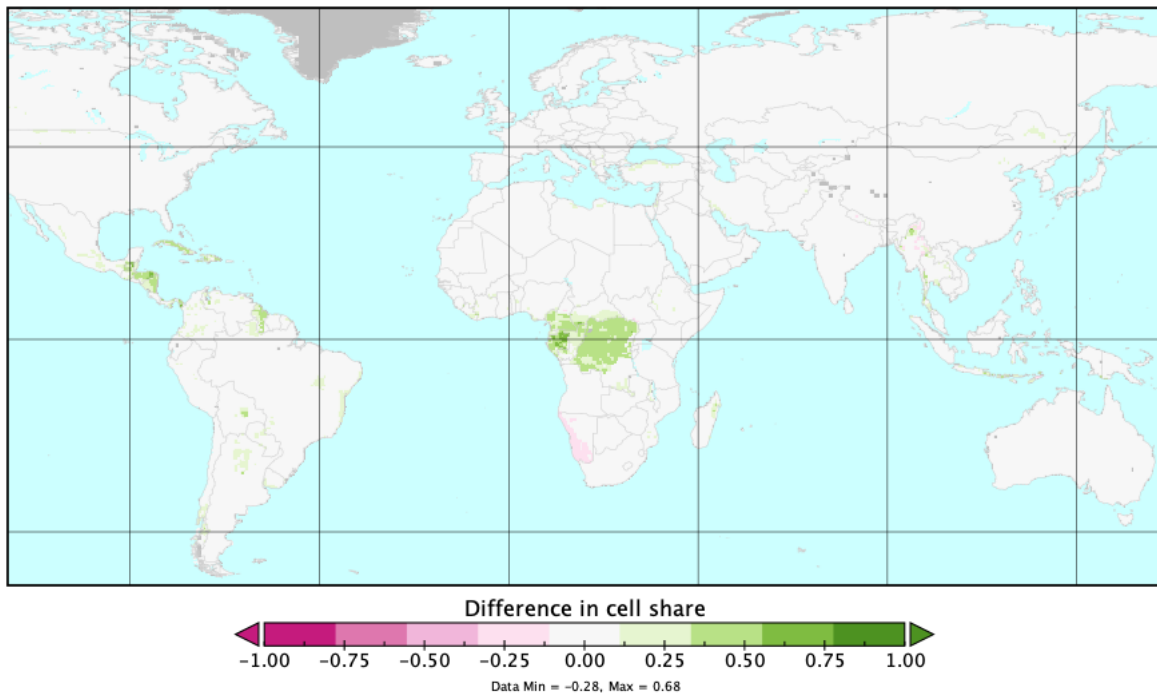 Difference in cell share
−1.00 −0.75 −0.50 −0.25 0.00 0.25 0.50 0.75 1.00
Data Min = −0.28, Max = 0.68